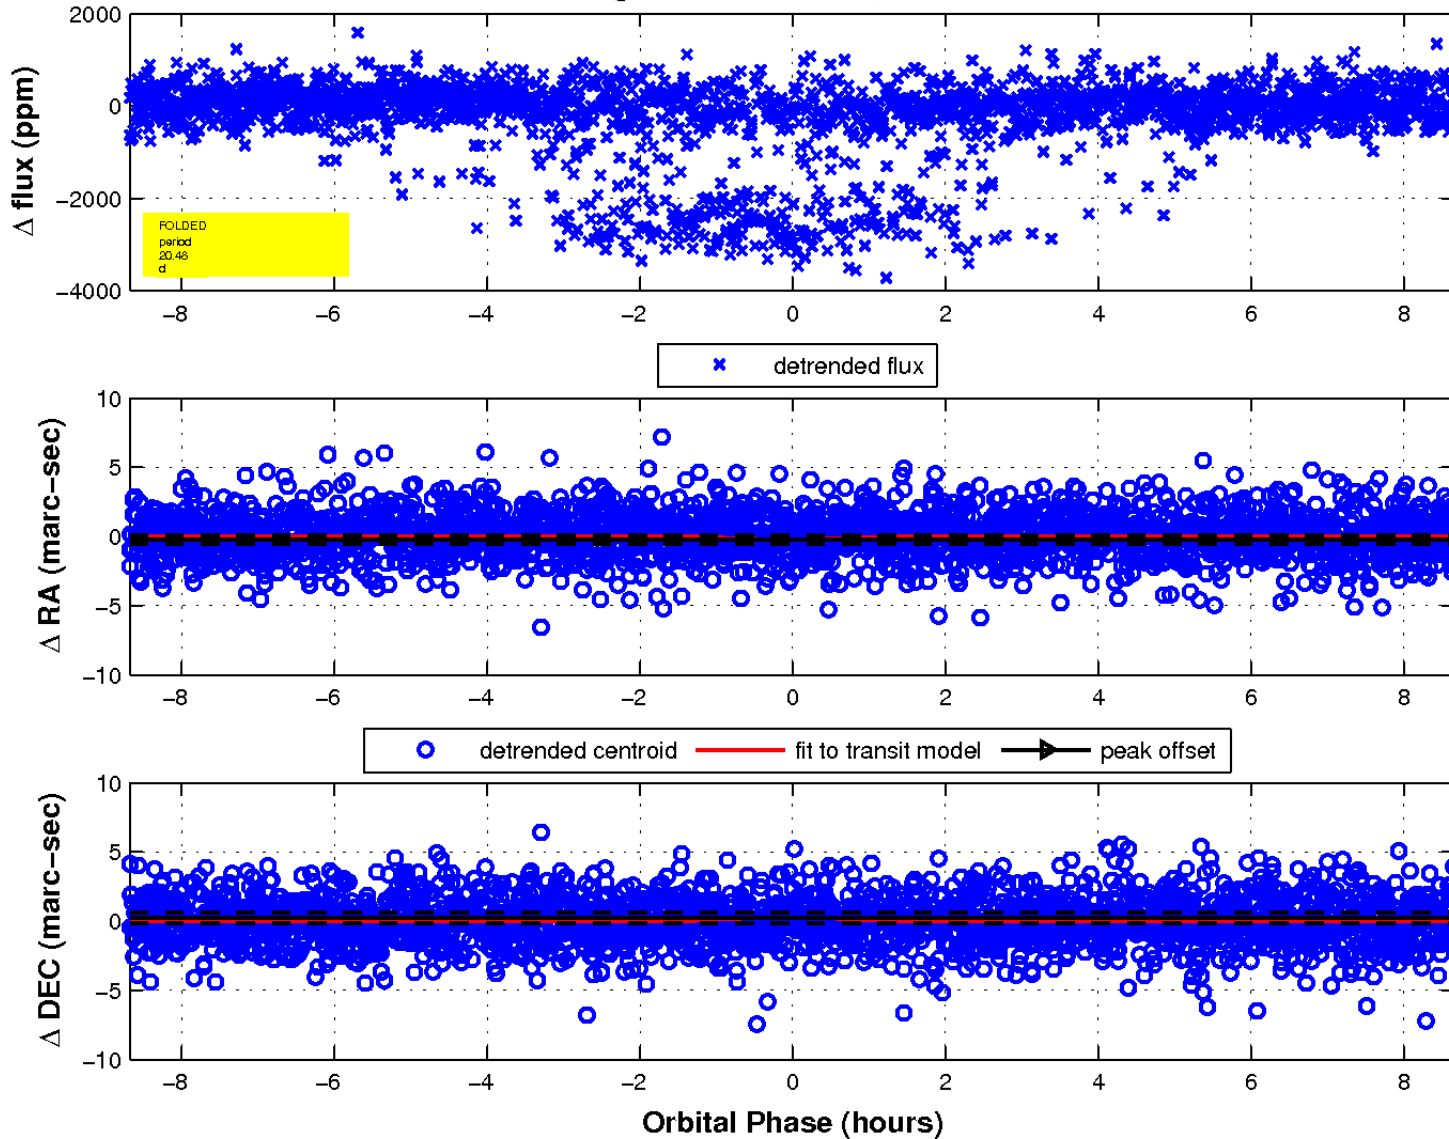 2000
0
−2000
−4000
Δ flux (ppm)
FOLDED
period
20.46
d
−8 −6 −4 −2 0 2 4 6 8
detrended flux
10
5
0
−5
−10
Δ RA (marc−sec)
−8 −6 −4 −2 0 2 4 6 8
detrended centroid fit to transit model peak offset
10
5
0
−5
−10
Δ DEC (marc−sec)
−8 −6 −4 −2 0 2 4 6 8
Orbital Phase (hours)